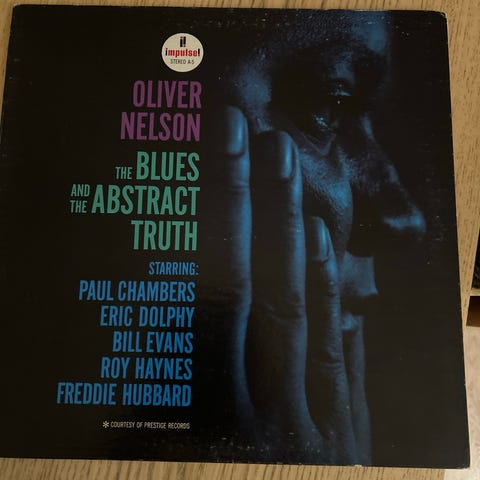 i!
impulse!
STEREO A-5
OLIVER
NELSON
THE BLUES
AND THE ABSTRACT
TRUTH
STARRING:
PAUL CHAMBERS
ERIC DOLPHY
BILL EVANS
ROY HAYNES
FREDDIE HUBBARD
* COURTESY OF PRESTIGE RECORDS